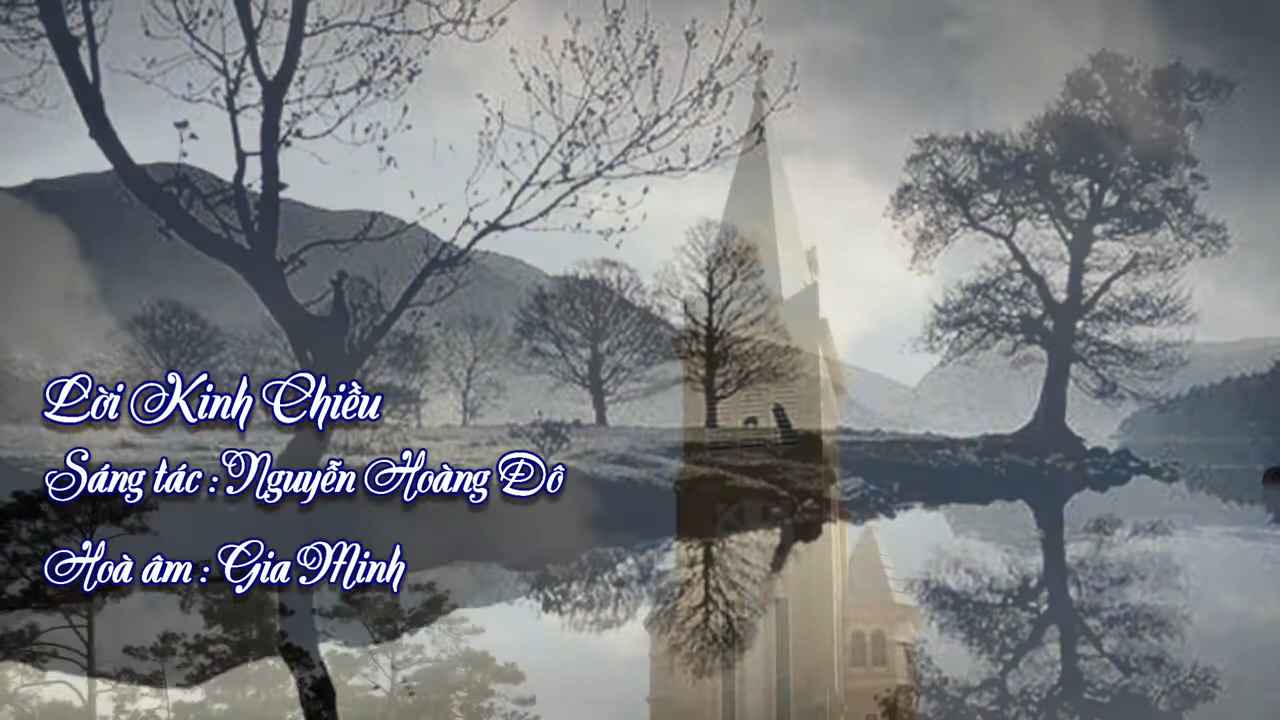 Lời Kinh Chiều
Sáng tác : Nguyễn Hoàng Đô
Hoà âm : Gia Minh